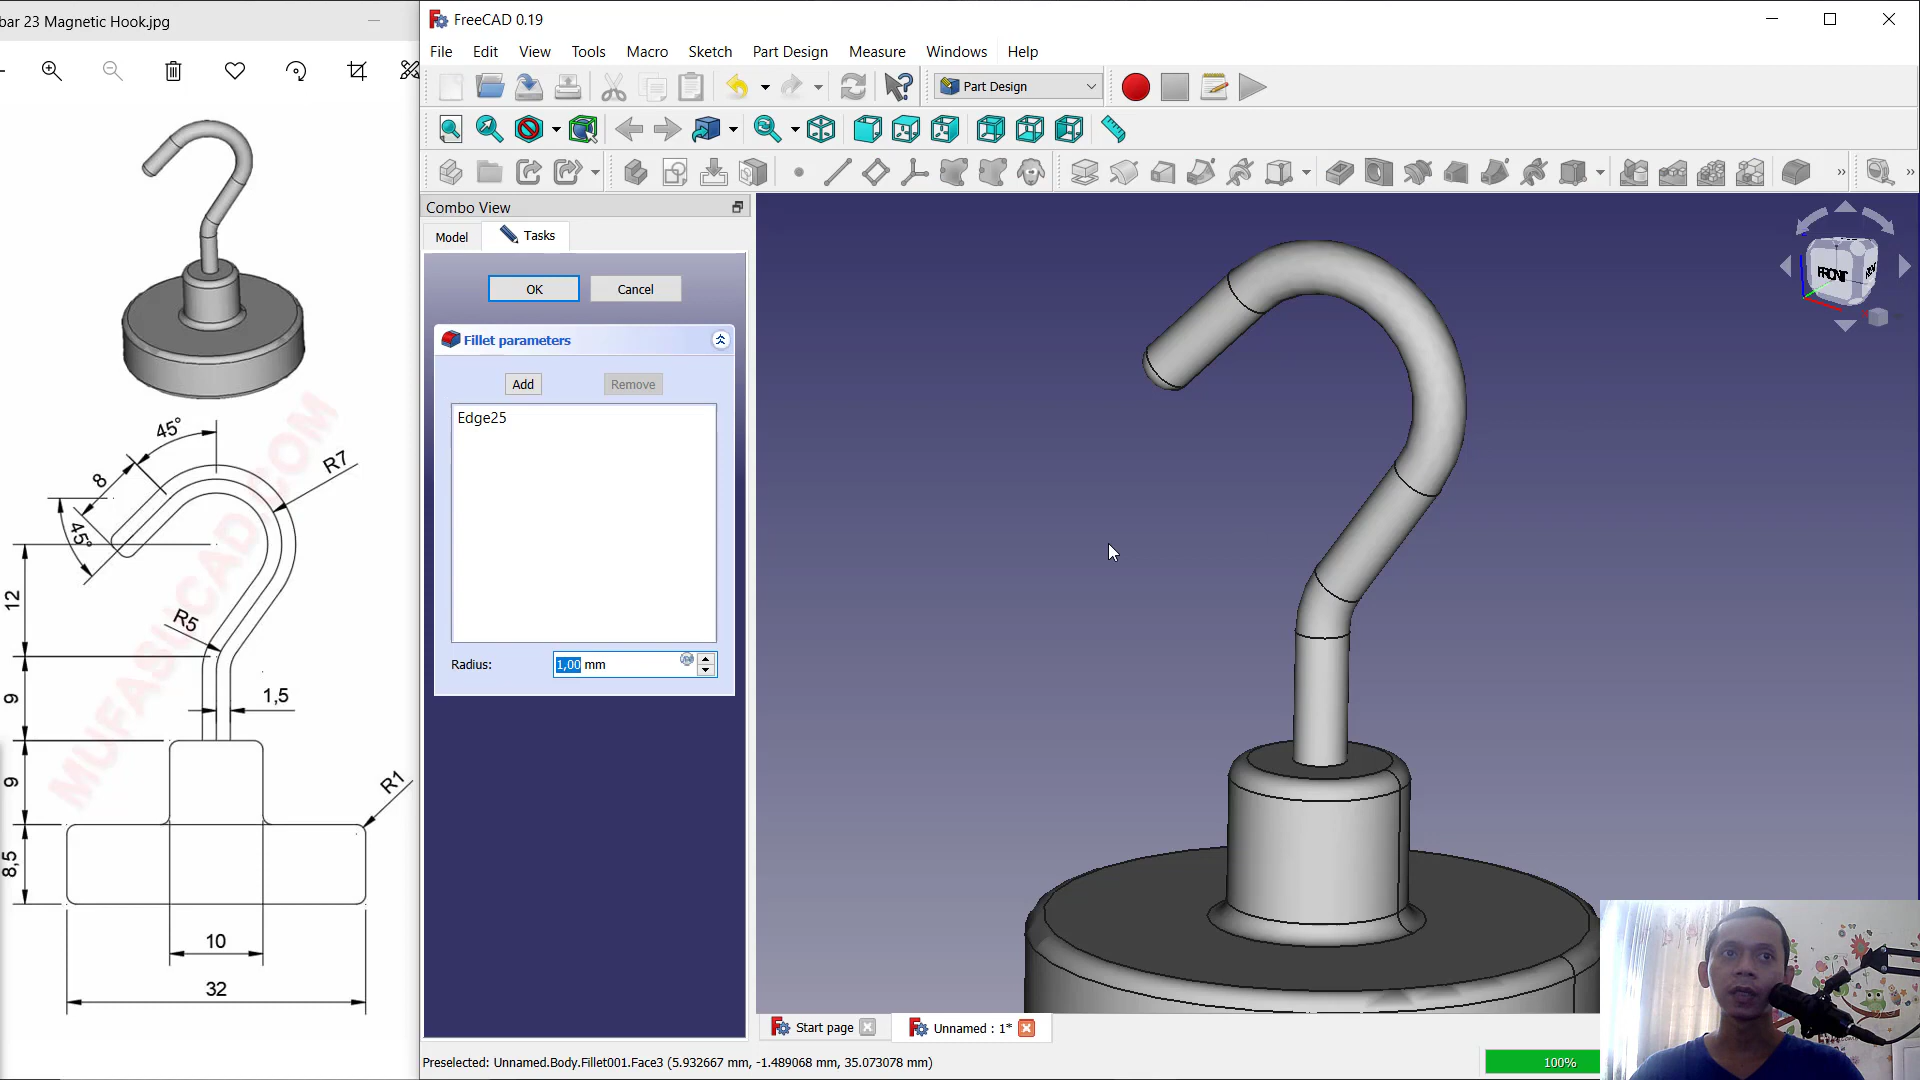 bar 23 Magnetic Hook.jpg
FreeCAD 0.19
File Edit View Tools Macro Sketch Part Design Measure Windows Help
Part Design
Combo View
Model
Tasks
OK
Cancel
Fillet parameters
Add
Remove
Edge25
Radius:
1,00 mm
FRONT
45°
8
R7
45°
12
R5
9
1,5
9
R1
8,5
10
32
MUFASUCAD.COM
Start page
Unnamed : 1*
Preselected: Unnamed.Body.Fillet001.Face3 (5.932667 mm, -1.489068 mm, 35.073078 mm)
100%